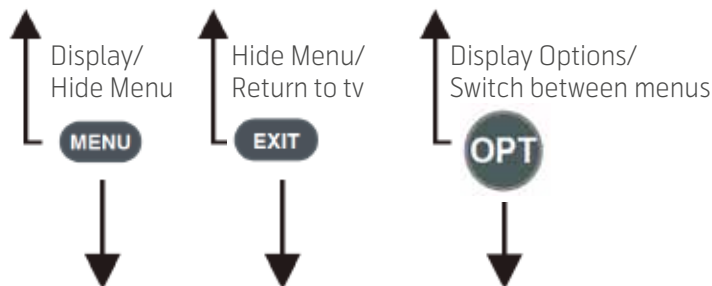 Display/
Hide Menu
MENU
Hide Menu/
Return to tv
EXIT
Display Options/
Switch between menus
OPT